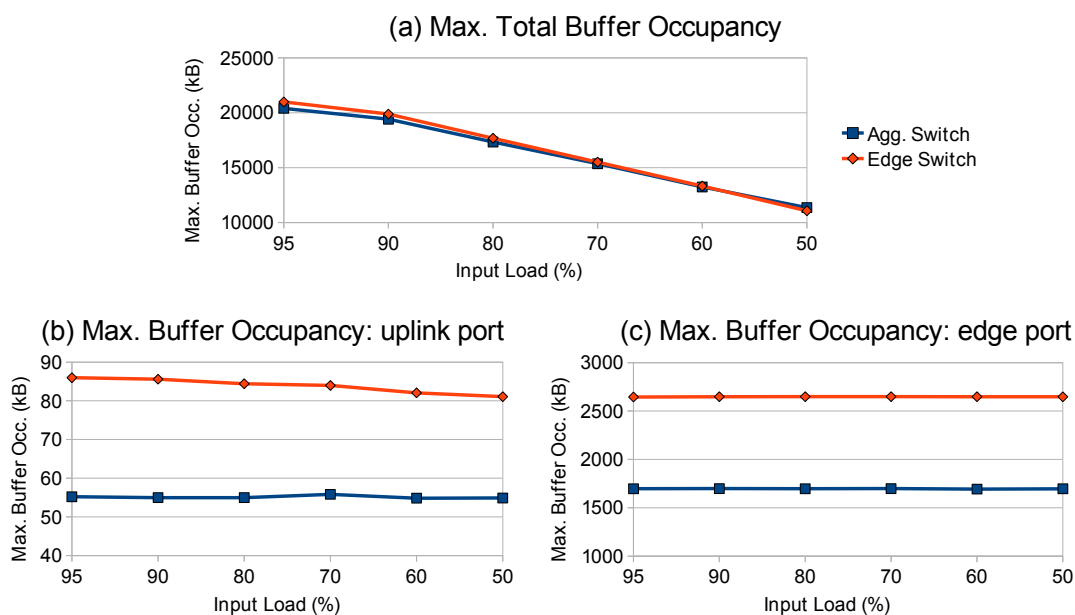 (a) Max. Total Buffer Occupancy
Max. Buffer Occ. (kB)
25000
20000
15000
10000
95 90 80 70 60 50
Input Load (%)
Agg. Switch
Edge Switch
(b) Max. Buffer Occupancy: uplink port
Max. Buffer Occ. (kB)
90
80
70
60
50
40
95 90 80 70 60 50
Input Load (%)
(c) Max. Buffer Occupancy: edge port
Max. Buffer Occ. (kB)
3000
2500
2000
1500
1000
95 90 80 70 60 50
Input Load (%)